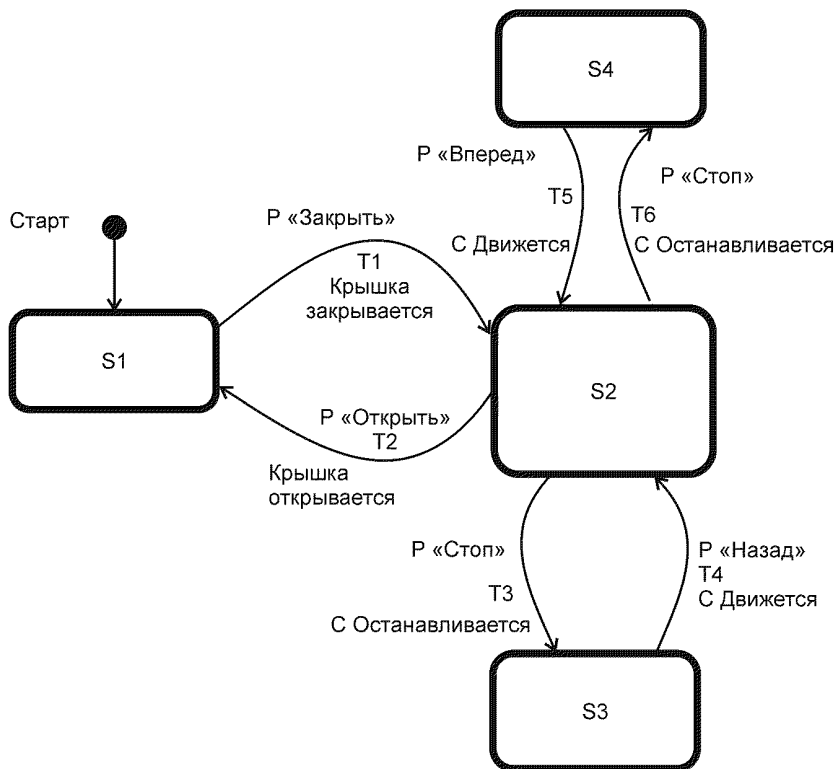 S4
Р «Вперед»
Т5
С Движется
Р «Стоп»
Т6
С Останавливается
Старт
Р «Закрыть»
Т1
Крышка
закрывается
S1
S2
Р «Открыть»
Т2
Крышка
открывается
Р «Стоп»
Т3
С Останавливается
Р «Назад»
Т4
С Движется
S3